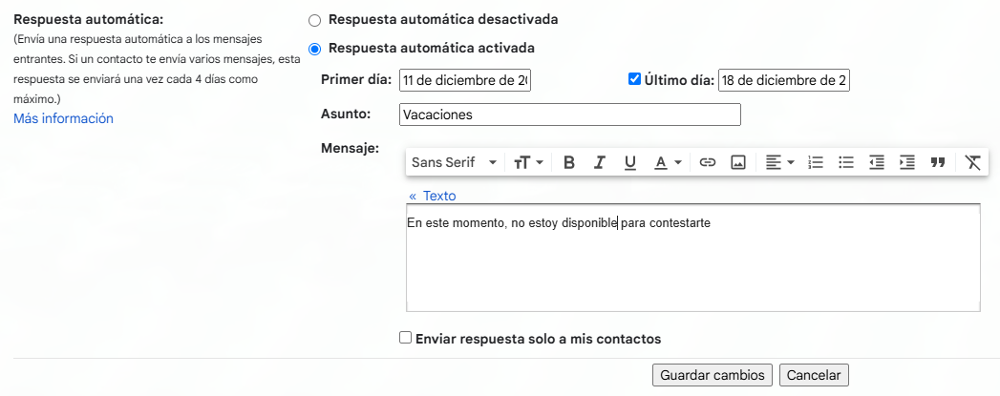 Respuesta automática:
(Envía una respuesta automática a los mensajes
entrantes. Si un contacto te envía varios mensajes, esta
respuesta se enviará una vez cada 4 días como
máximo.)
Más información
Respuesta automática desactivada
Respuesta automática activada
Primer día: 11 de diciembre de 20 Último día: 18 de diciembre de 2
Asunto: Vacaciones
Mensaje:
Sans Serif
« Texto
En este momento, no estoy disponible para contestarte
Enviar respuesta solo a mis contactos
Guardar cambios Cancelar